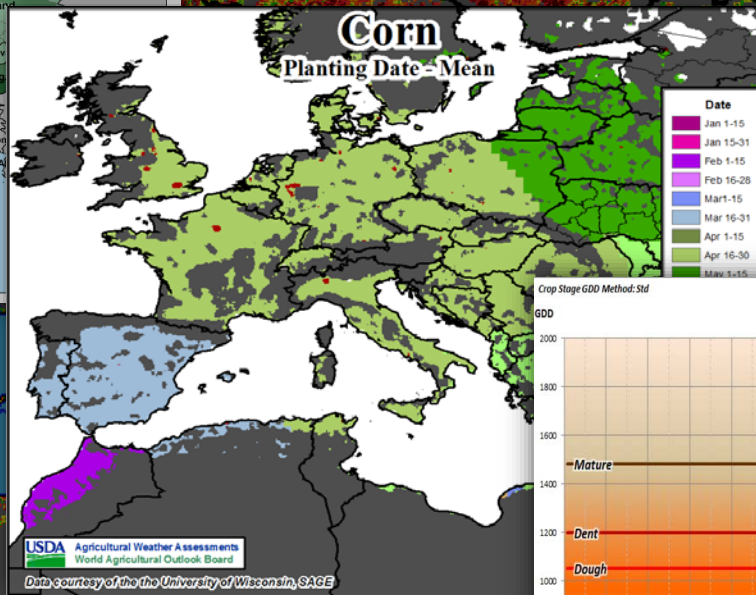 Corn
Planting Date - Mean
Date
Jan 1-15
Jan 15-31
Feb 1-15
Feb 16-28
Mar1-15
Mar 16-31
Apr 1-15
Apr 16-30
May 1-15
Crop Stage GDD Method: Std
GDD
2000
1800
1600
Mature
1400
Dent
1200
Dough
1000
USDA Agricultural Weather Assessments
World Agricultural Outlook Board
Data courtesy of the the University of Wisconsin, SAGE